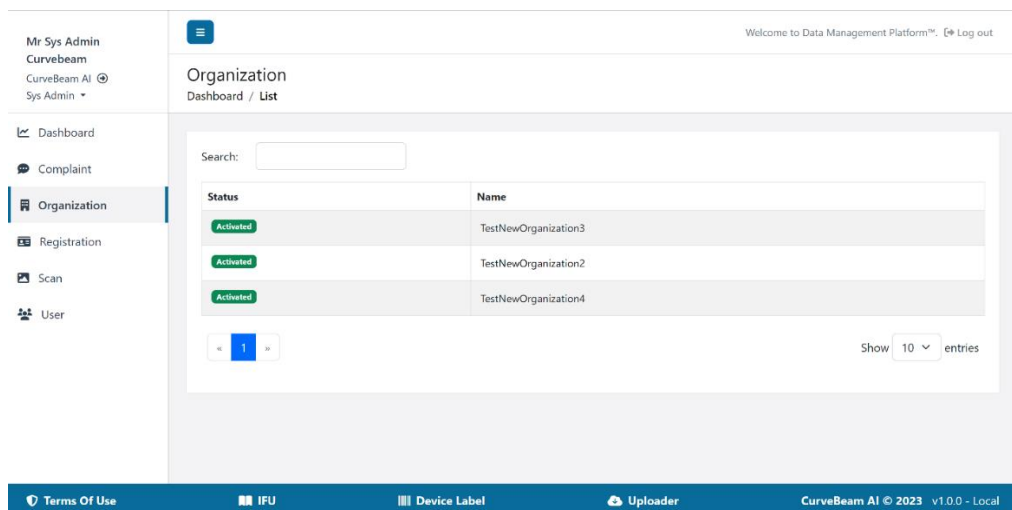 Mr Sys Admin
Curvebeam
CurveBeam AI
Sys Admin
Welcome to Data Management Platform™. Log out
Organization
Dashboard / List
Dashboard
Complaint
Organization
Registration
Scan
User
Search:
Status Name
Activated TestNewOrganization3
Activated TestNewOrganization2
Activated TestNewOrganization4
« 1 »
Show 10 entries
Terms Of Use IFU Device Label Uploader CurveBeam AI © 2023 v1.0.0 - Local